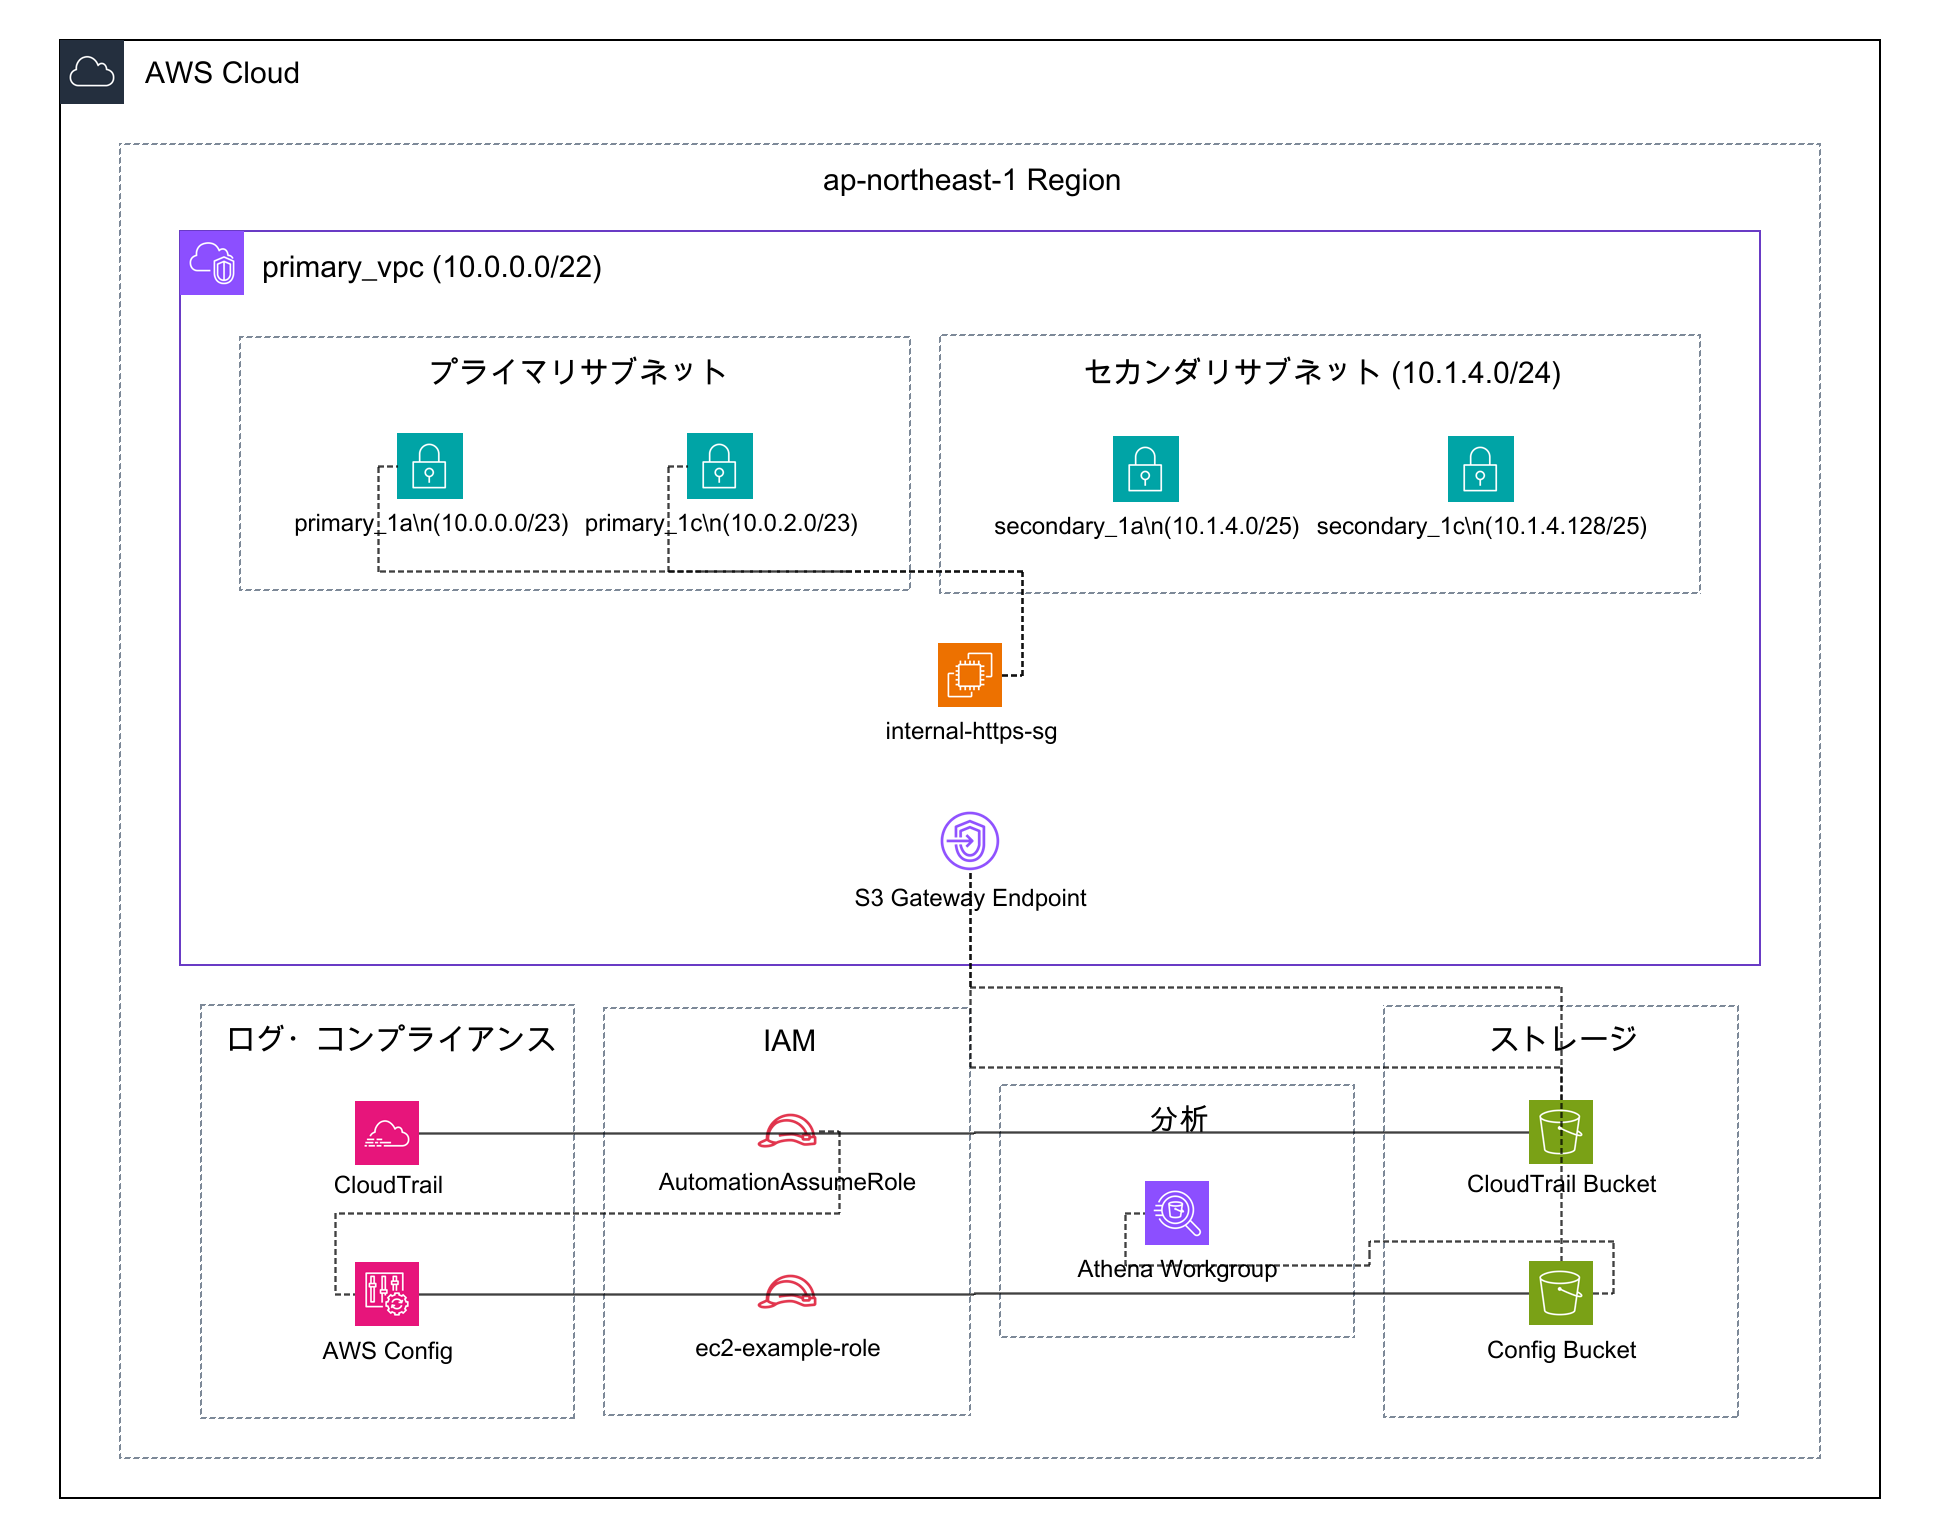 AWS Cloud
ap-northeast-1 Region
primary_vpc (10.0.0.0/22)
プライマリサブネット
セカンダリサブネット (10.1.4.0/24)
primary_1a\n(10.0.0.0/23)
primary_1c\n(10.0.2.0/23)
secondary_1a\n(10.1.4.0/25)
secondary_1c\n(10.1.4.128/25)
internal-https-sg
S3 Gateway Endpoint
ログ・コンプライアンス
IAM
ストレージ
分析
CloudTrail
AutomationAssumeRole
CloudTrail Bucket
Athena Workgroup
AWS Config
ec2-example-role
Config Bucket